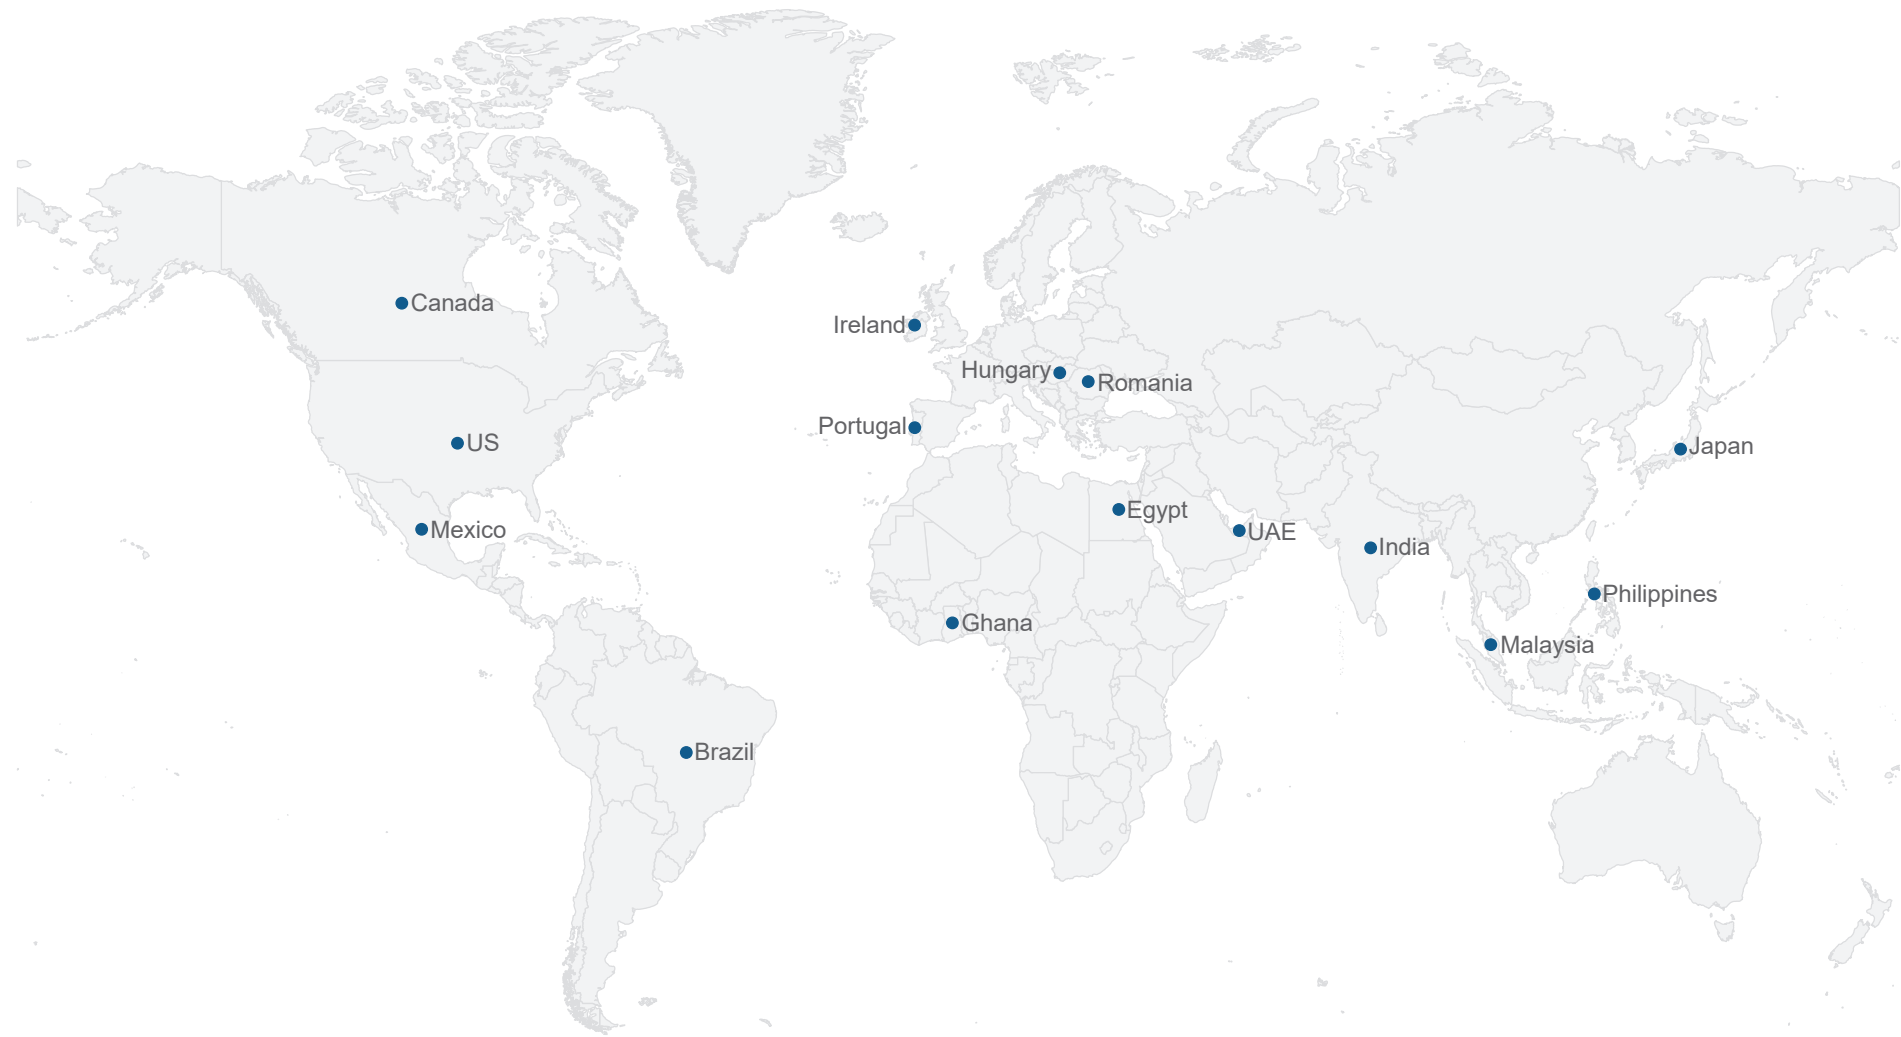 Canada
Ireland
Hungary
Romania
Portugal
US
Japan
Egypt
Mexico
UAE
India
Philippines
Ghana
Malaysia
Brazil